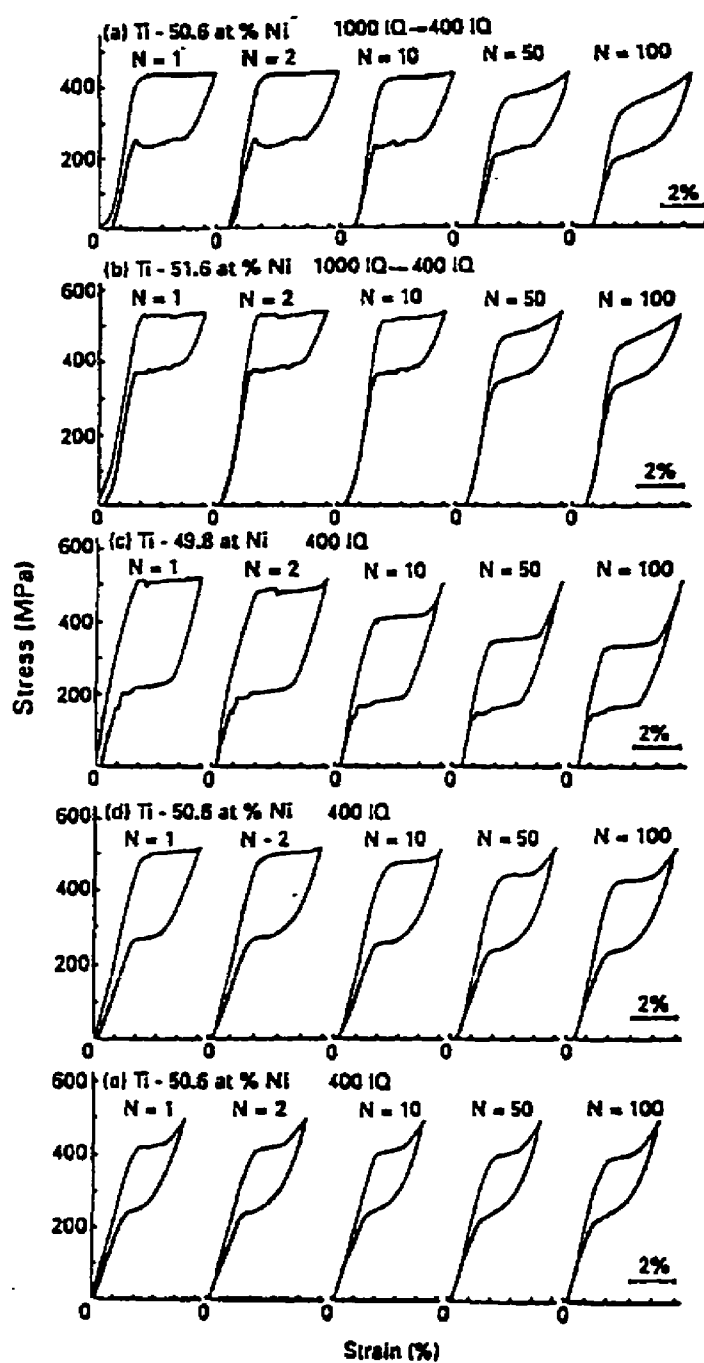 (a) Ti - 50.6 at % Ni 1000 IQ—400 IQ
N = 1 N = 2 N = 10 N = 50 N = 100
400
200
0 0 0 0 0
2%
(b) Ti - 51.6 at % Ni 1000 IQ—400 IQ
600
N = 1 N = 2 N = 10 N = 50 N = 100
400
200
0 0 0 0 0
2%
(c) Ti - 49.8 at Ni 400 IQ
600
N = 1 N = 2 N = 10 N = 50 N = 100
400
200
0 0 0 0 0
2%
Stress (MPa)
(d) Ti - 50.6 at % Ni 400 IQ
600
N = 1 N - 2 N = 10 N = 50 N = 100
400
200
0 0 0 0 0
2%
(d) Ti - 50.6 at % Ni 400 IQ
600
N = 1 N = 2 N = 10 N = 50 N = 100
400
200
0 0 0 0 0
2%
Strain (%)